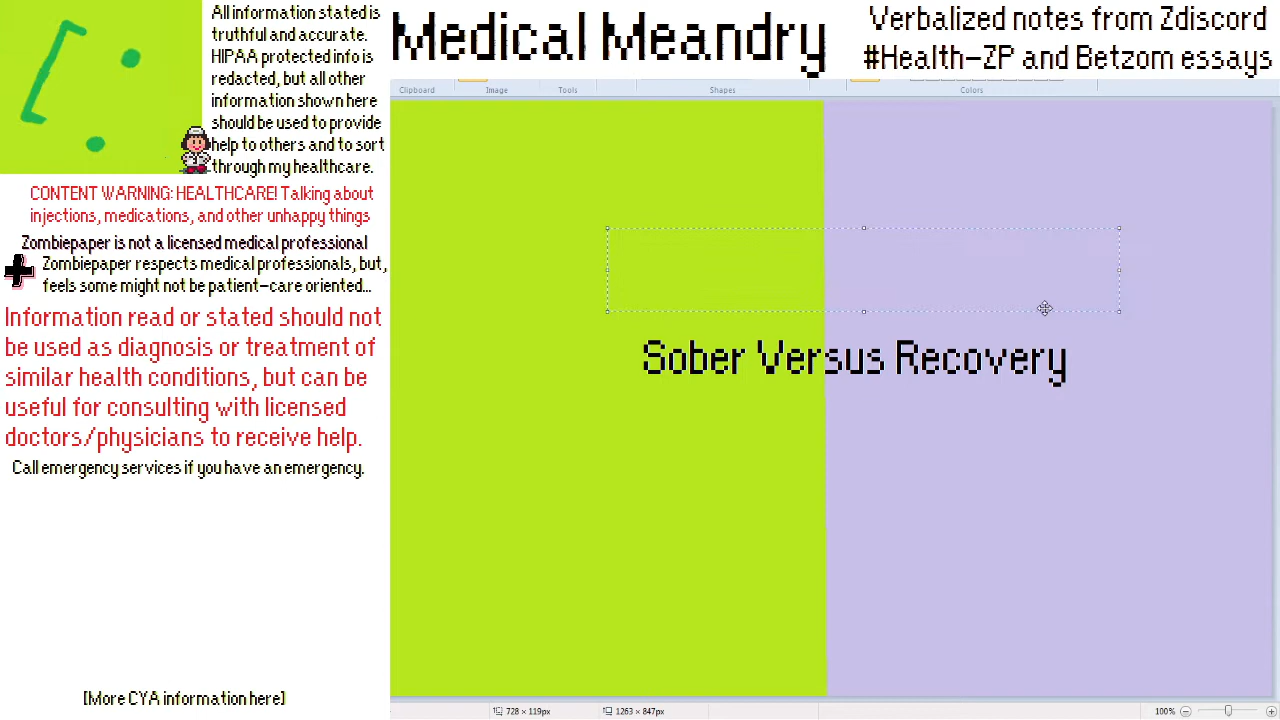 All information stated is
truthful and accurate.
HIPAA protected info is
redacted, but all other
information shown here
should be used to provide
help to others and to sort
through my healthcare.
CONTENT WARNING: HEALTHCARE! Talking about
injections, medications, and other unhappy things
Zombiepaper is not a licensed medical professional
Zombiepaper respects medical professionals, but,
feels some might not be patient-care oriented...
Information read or stated should not
be used as diagnosis or treatment of
similar health conditions, but can be
useful for consulting with licensed
doctors/physicians to receive help.
Call emergency services if you have an emergency.
[More CYA information here]
Medical Meandry
Verbalized notes from Zdiscord
#Health-ZP and Betzom essays
Clipboard Image Tools Shapes Colors
Sober Versus Recovery
728 × 119px 1263 × 847px 100%